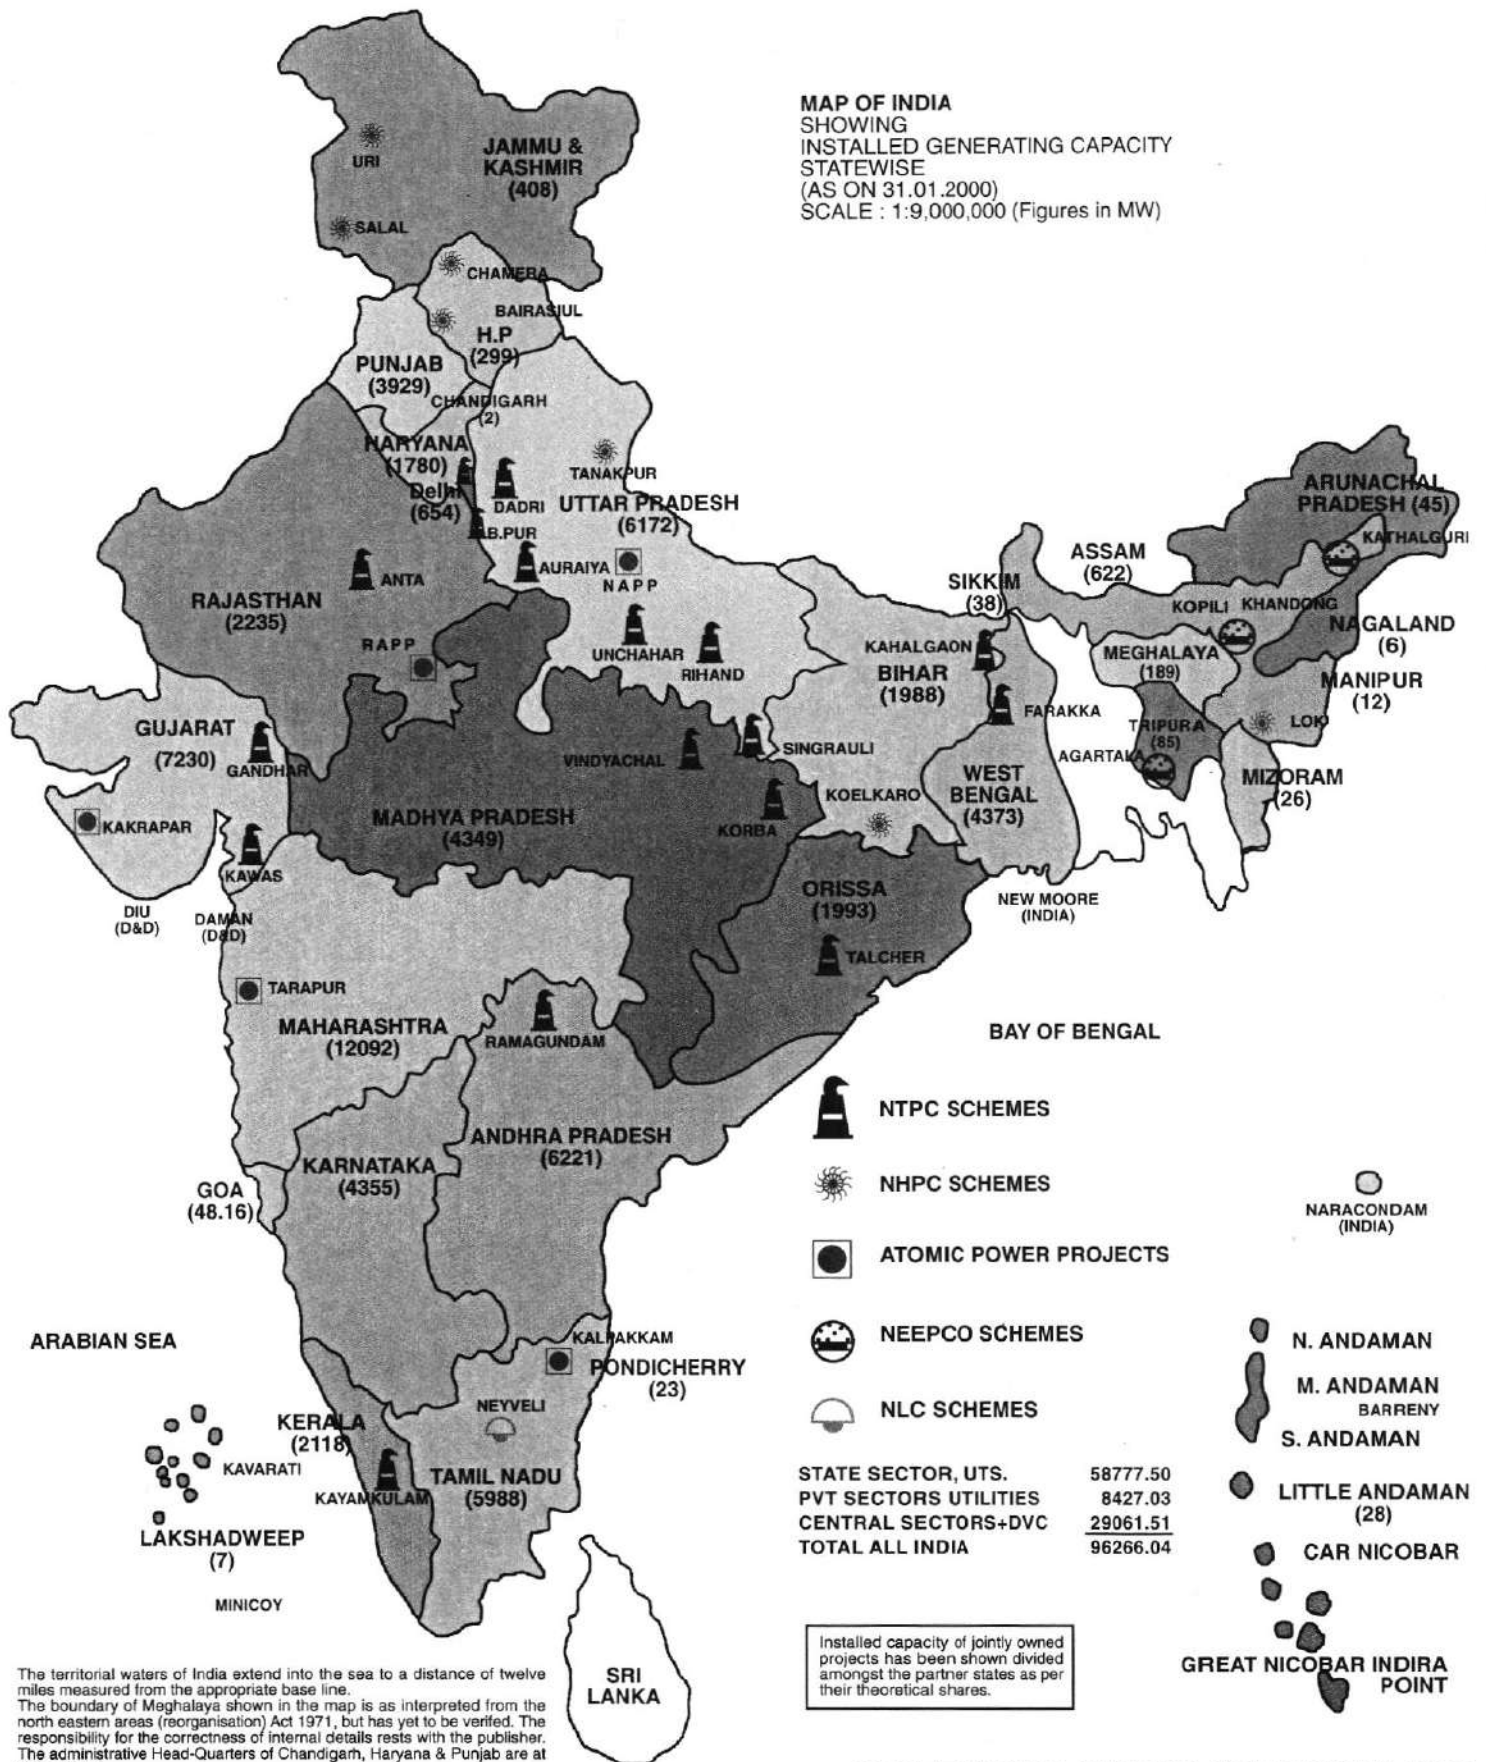 MAP OF INDIA
SHOWING
INSTALLED GENERATING CAPACITY
STATEWISE
(AS ON 31.01.2000)
SCALE : 1:9,000,000 (Figures in MW)
JAMMU &
KASHMIR
(408)
URI
SALAL
CHAMERA
BAIRASIUL
H.P
(299)
PUNJAB
(3929)
CHANDIGARH
(2)
HARYANA
(1780)
Delhi
(654)
DADRI
B.PUR
TANAKPUR
UTTAR PRADESH
(6172)
AURAIYA
NAPP
UNCHAHAR
RIHAND
ANTA
RAJASTHAN
(2235)
RAPP
ARUNACHAL
PRADESH (45)
KATHALGURI
ASSAM
(622)
SIKKIM
(38)
KOPILI
KHANDONG
NAGALAND
(6)
MEGHALAYA
(189)
MANIPUR
(12)
LOK
TRIPURA
(85)
AGARTALA
MIZORAM
(26)
KAHALGAON
BIHAR
(1988)
FARAKKA
GUJARAT
(7230)
GANDHAR
KAKRAPAR
KAWAS
VINDYACHAL
SINGRAULI
MADHYA PRADESH
(4349)
KORBA
KOELKARO
WEST
BENGAL
(4373)
ORISSA
(1993)
TALCHER
NEW MOORE
(INDIA)
DIU
(D&D)
DAMAN
(D&D)
TARAPUR
MAHARASHTRA
(12092)
RAMAGUNDAM
BAY OF BENGAL
ANDHRA PRADESH
(6221)
KARNATAKA
(4355)
GOA
(48.16)
NTPC SCHEMES
NHPC SCHEMES
ATOMIC POWER PROJECTS
NEEPCO SCHEMES
NLC SCHEMES
NARACONDAM
(INDIA)
ARABIAN SEA
KALPAKKAM
PONDICHERRY
(23)
NEYVELI
KERALA
(2118)
KAVARATI
KAYAMKULAM
TAMIL NADU
(5988)
LAKSHADWEEP
(7)
MINICOY
N. ANDAMAN
M. ANDAMAN
BARRENY
S. ANDAMAN
LITTLE ANDAMAN
(28)
CAR NICOBAR
GREAT NICOBAR INDIRA
POINT
STATE SECTOR, UTS. 58777.50
PVT SECTORS UTILITIES 8427.03
CENTRAL SECTORS+DVC 29061.51
TOTAL ALL INDIA 96266.04
Installed capacity of jointly owned
projects has been shown divided
amongst the partner states as per
their theoretical shares.
SRI
LANKA
The territorial waters of India extend into the sea to a distance of twelve
miles measured from the appropriate base line.
The boundary of Meghalaya shown in the map is as interpreted from the
north eastern areas (reorganisation) Act 1971, but has yet to be verifed. The
responsibility for the correctness of internal details rests with the publisher.
The administrative Head-Quarters of Chandigarh, Haryana & Punjab are at